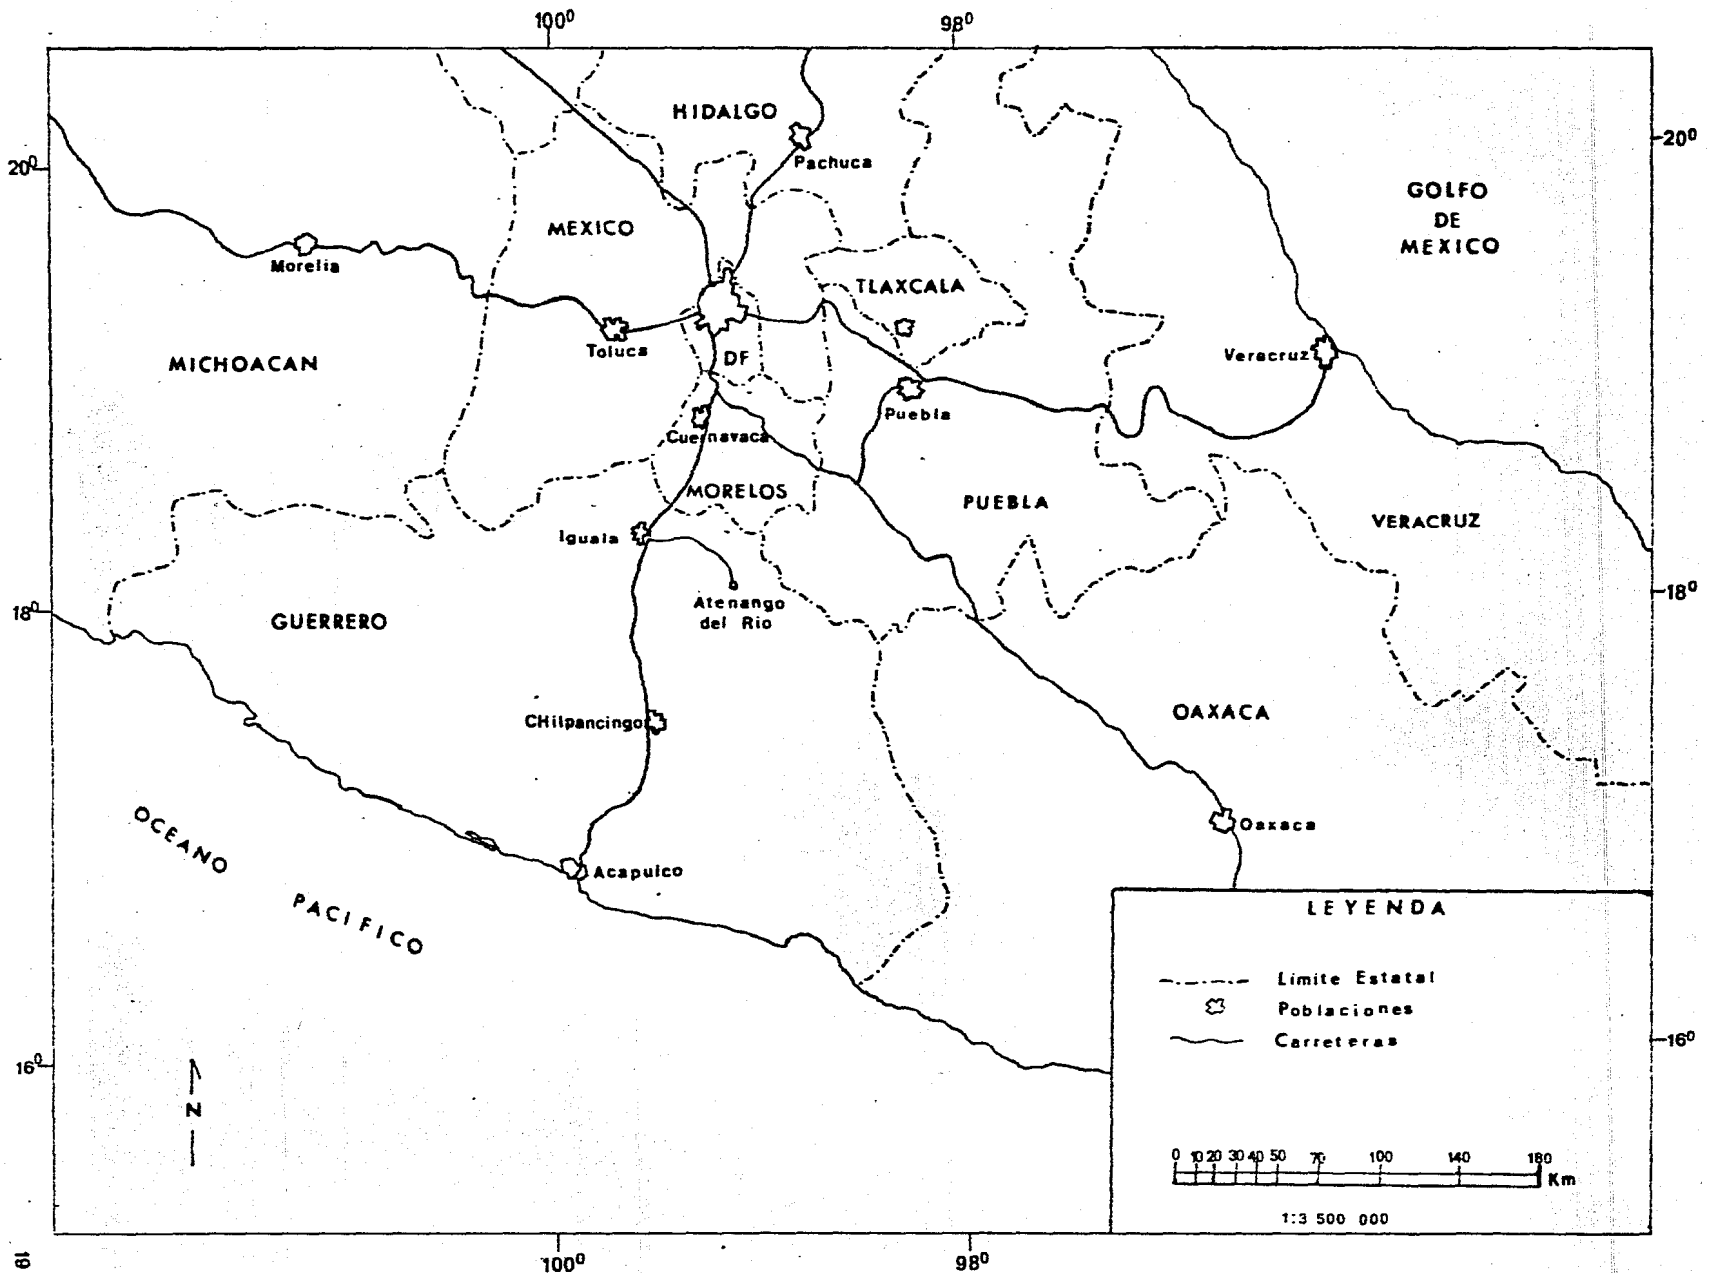 100⁰
98⁰
HIDALGO
Pachuca
20⁰
20⁰
GOLFO
DE
MEXICO
MEXICO
Morelia
TLAXCALA
Toluca
DF
Veracruz
MICHOACAN
Puebla
Cuernavaca
MORELOS
PUEBLA
VERACRUZ
Iguala
Atenango
del Rio
18⁰
18⁰
GUERRERO
OAXACA
CHilpancingo
OCEANO
PACIFICO
Acapulco
Oaxaca
LEYENDA
Límite Estatal
Poblaciones
Carreteras
16⁰
16⁰
N
0 10 20 30 40 50 70 100 140 180 Km
1:3 500 000
19
100⁰
98⁰